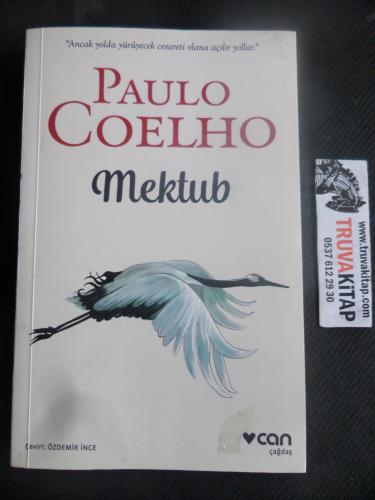 "Ancak yolda yürüyecek cesareti olana açılır yollar."
PAULO
COELHO
Mektub
Çeviri: ÖZDEMİR İNCE
can
çağdaş
TRUVAKİTAP
www.truvakitap.com
0537 612 29 30